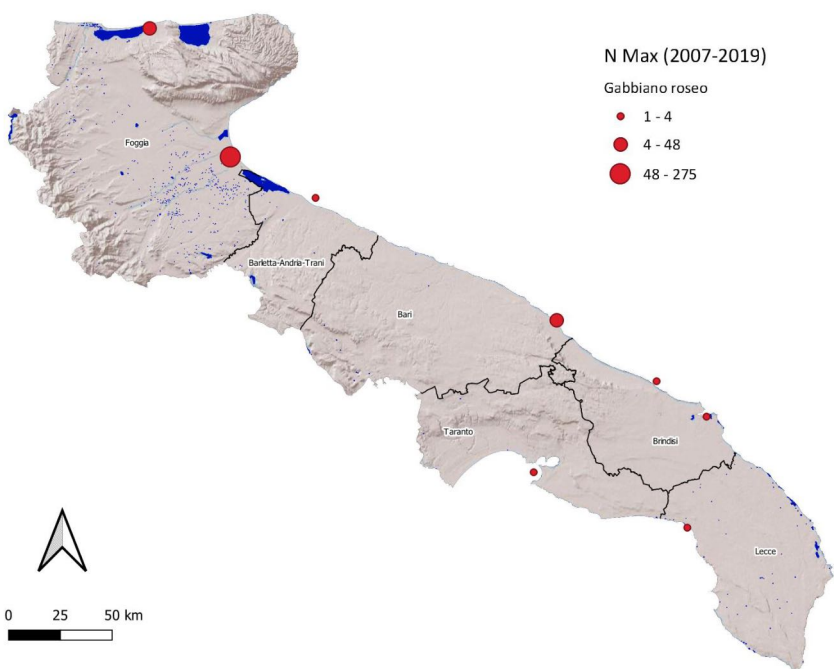 N Max (2007-2019)
Gabbiano roseo
1 - 4
4 - 48
48 - 275
Foggia
Barletta-Andria-Trani
Bari
Taranto
Brindisi
Lecce
0 25 50 km